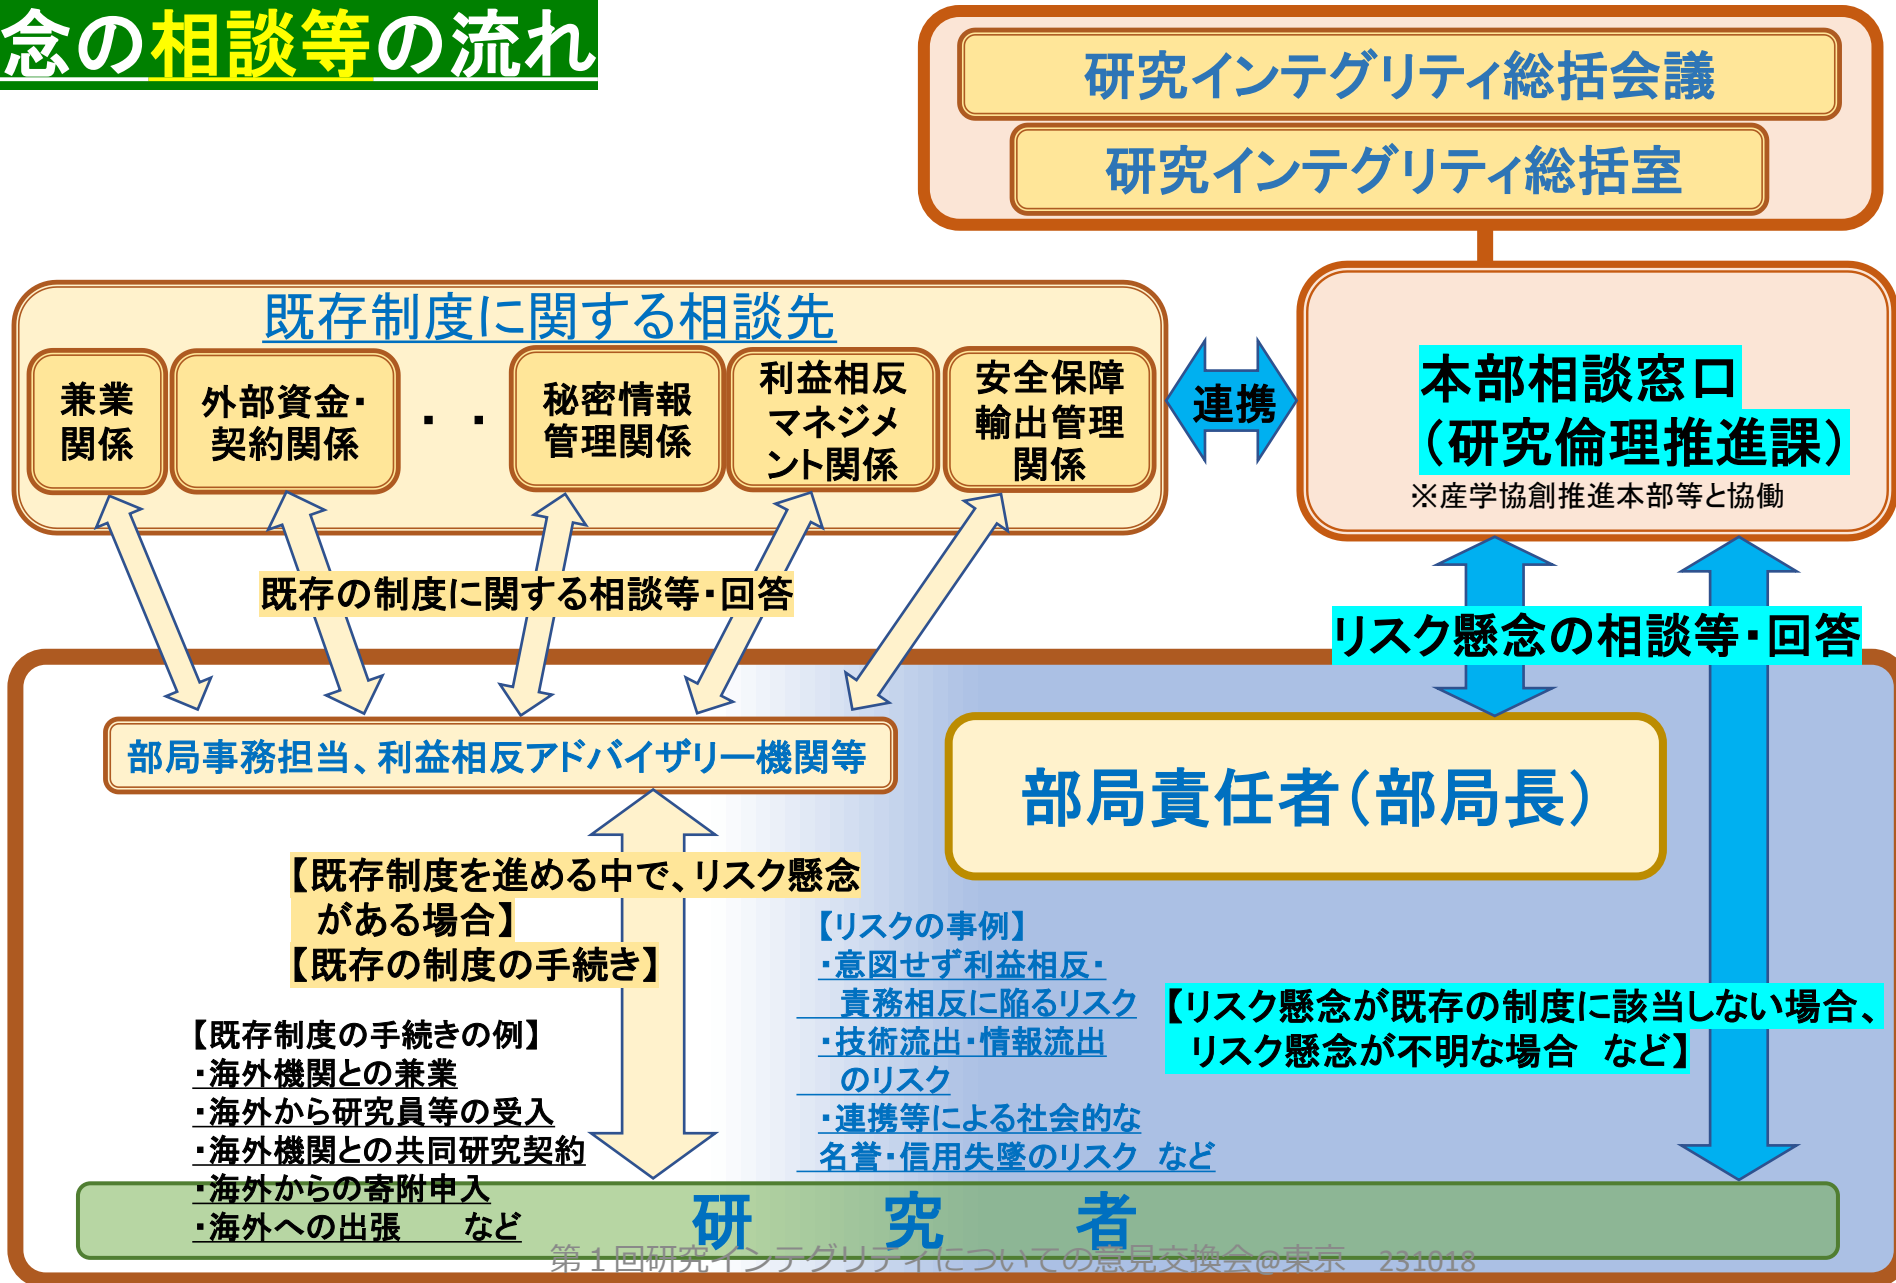 念の相談等の流れ
研究インテグリティ総括会議
研究インテグリティ総括室
既存制度に関する相談先
兼業
関係
外部資金・
契約関係
・・
秘密情報
管理関係
利益相反
マネジメ
ント関係
安全保障
輸出管理
関係
連携
本部相談窓口
（研究倫理推進課）
※産学協創推進本部等と協働
既存の制度に関する相談等・回答
リスク懸念の相談等・回答
部局事務担当、利益相反アドバイザリー機関等
部局責任者（部局長）
【既存制度を進める中で、リスク懸念
がある場合】
【既存の制度の手続き】
【リスクの事例】
・意図せず利益相反・
責務相反に陥るリスク
・技術流出・情報流出
のリスク
・連携等による社会的な
名誉・信用失墜のリスク など
【リスク懸念が既存の制度に該当しない場合、
リスク懸念が不明な場合 など】
【既存制度の手続きの例】
・海外機関との兼業
・海外から研究員等の受入
・海外機関との共同研究契約
・海外からの寄附申入
・海外への出張 など
研 究 者
第１回研究インテグリティについての意見交換会@東京 231018